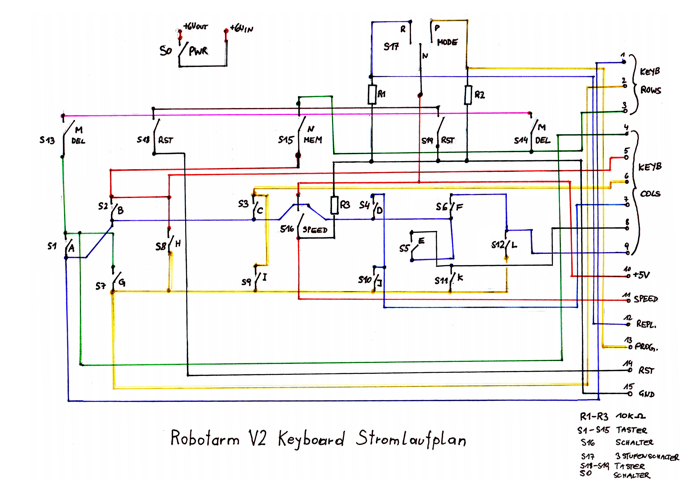 +6VOUT +6VIN
S0 PWR
R P
S17 MODE
N
1
KEYB
2
ROWS
R1 R2
3
4
M N M
S13 DEL S18 RST S15 MEM S19 RST S14 DEL
5
KEYB
6
COLS
S2 B S3 C R3 S4 D S6 F
7
S16 SPEED
8
S1 A S8 H S5 E S12 L
9
S7 G S9 I S10 J S11 K
10 +5V
11 SPEED
12 REPL.
13 PROG.
14 RST
15 GND
R1-R3 10KΩ
S1-S15 TASTER
S16 SCHALTER
S17 3STUFENSCHALTER
S18-S19 TASTER
S0 SCHALTER
Robotarm V2 Keyboard Stromlaufplan